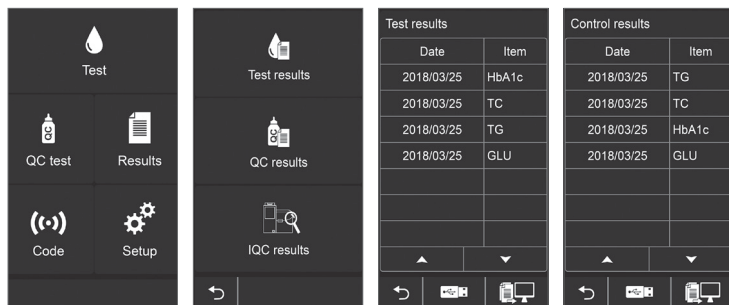 Test
QC
QC test
Results
Code
Setup
Test results
QC
QC results
IQC results
Test results
Date Item
2018/03/25 HbA1c
2018/03/25 TC
2018/03/25 TG
2018/03/25 GLU
Control results
Date Item
2018/03/25 TG
2018/03/25 TC
2018/03/25 HbA1c
2018/03/25 GLU